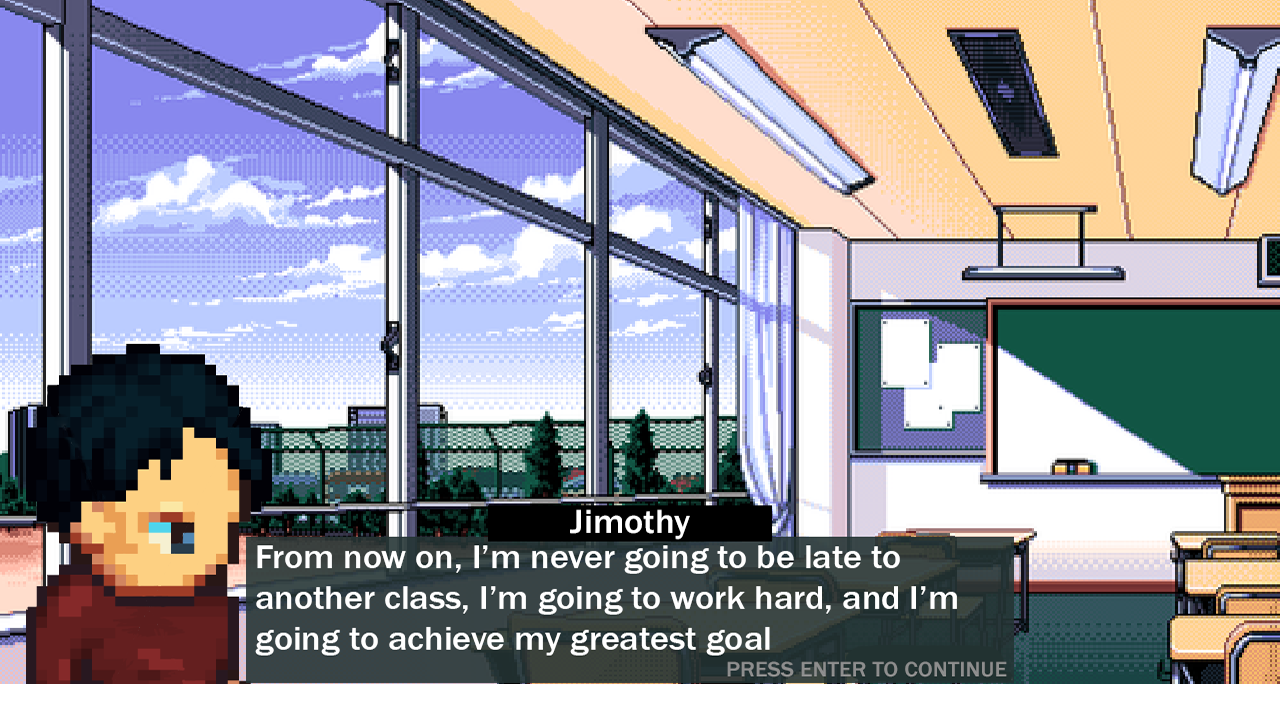 Jimothy
From now on, I’m never going to be late to
another class, I’m going to work hard, and I’m
going to achieve my greatest goal
PRESS ENTER TO CONTINUE